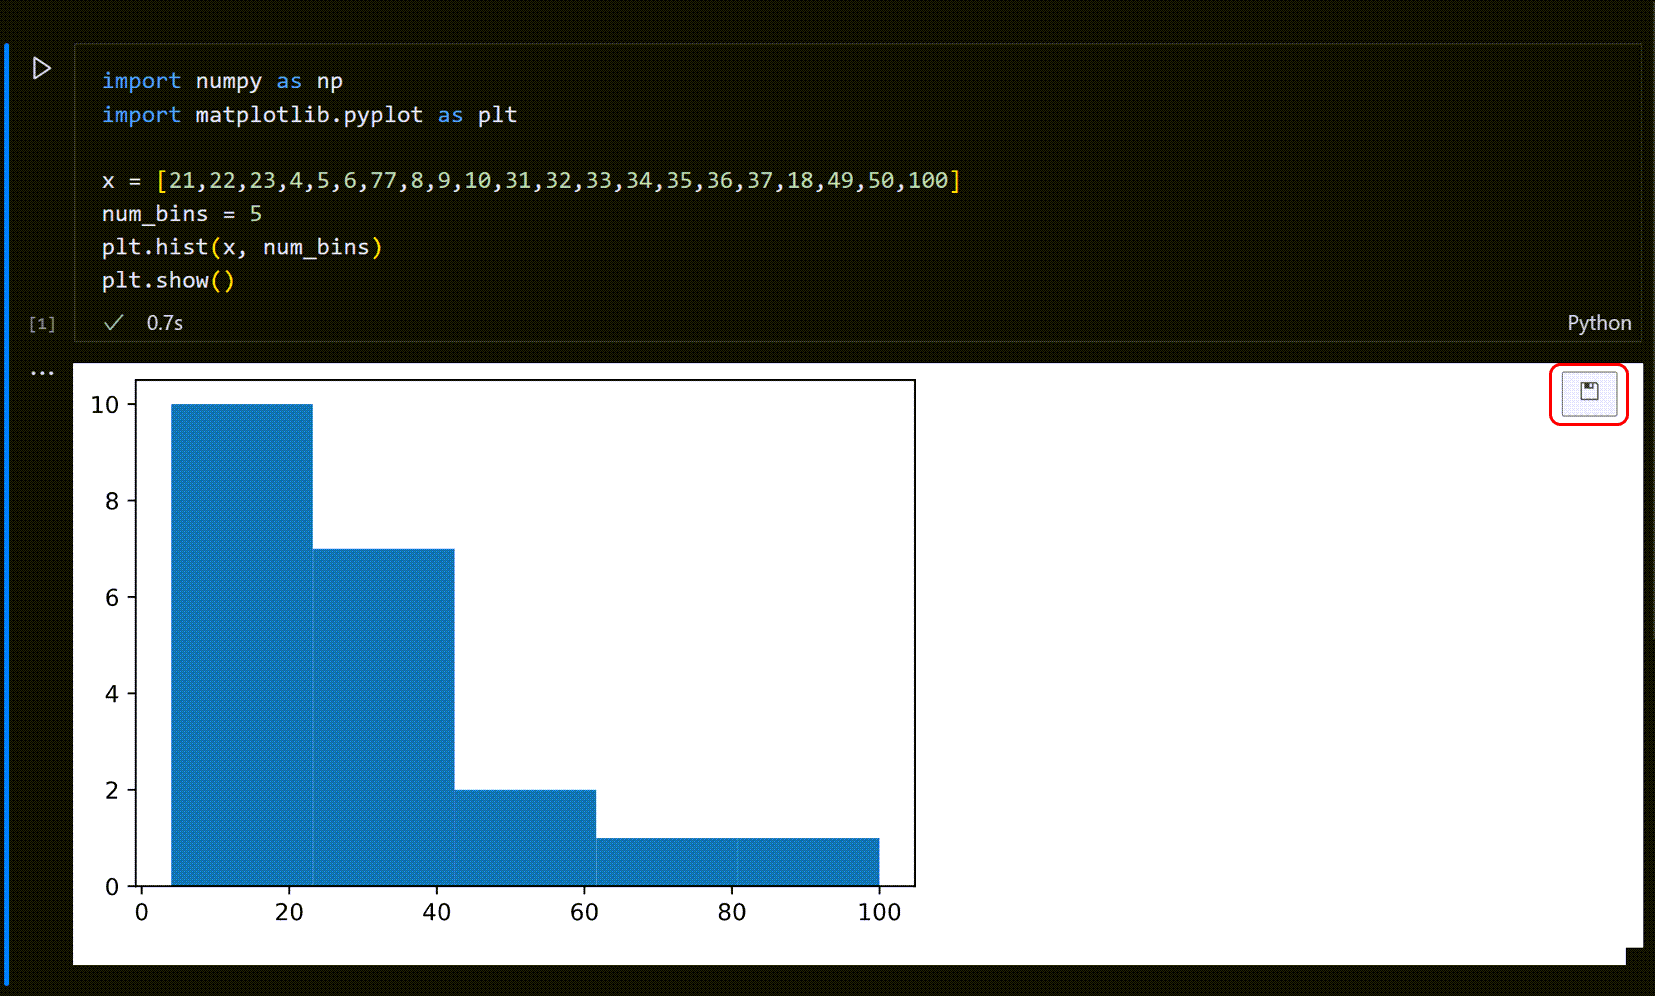 import numpy as np
import matplotlib.pyplot as plt
x = [21,22,23,4,5,6,77,8,9,10,31,32,33,34,35,36,37,18,49,50,100]
num_bins = 5
plt.hist(x, num_bins)
plt.show()
[1] 0.7s Python
10
8
6
4
2
0
0 20 40 60 80 100